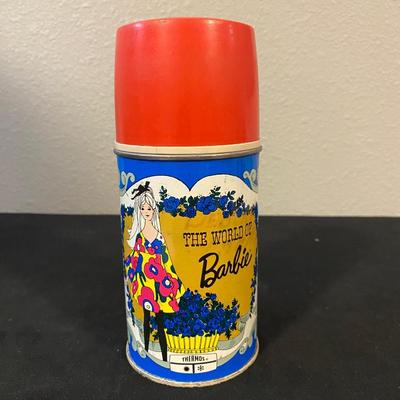 THE WORLD OF
Barbie
THERMOS